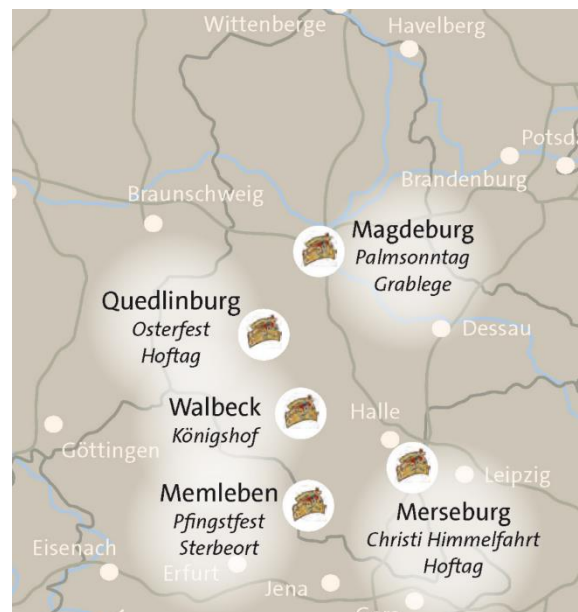 Wittenberge
Havelberg
Potsda
Brandenburg
Braunschweig
Magdeburg
Palmsonntag
Grablege
Quedlinburg
Osterfest
Hoftag
Dessau
Walbeck
Königshof
Halle
Göttingen
Leipzig
Memleben
Pfingstfest
Sterbeort
Merseburg
Christi Himmelfahrt
Hoftag
Eisenach
Erfurt
Jena